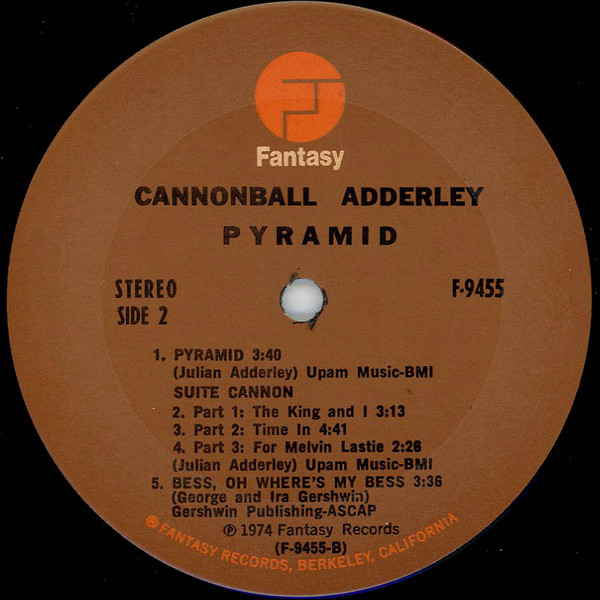 Fantasy
CANNONBALL ADDERLEY
PYRAMID
STEREO
SIDE 2
F-9455
1. PYRAMID 3:40
(Julian Adderley) Upam Music-BMI
SUITE CANNON
2. Part 1: The King and I 3:13
3. Part 2: Time In 4:41
4. Part 3: For Melvin Lastie 2:26
(Julian Adderley) Upam Music-BMI
5. BESS, OH WHERE'S MY BESS 3:36
(George and Ira Gershwin)
Gershwin Publishing-ASCAP
℗ 1974 Fantasy Records
(F-9455-B)
® FANTASY RECORDS, BERKELEY, CALIFORNIA